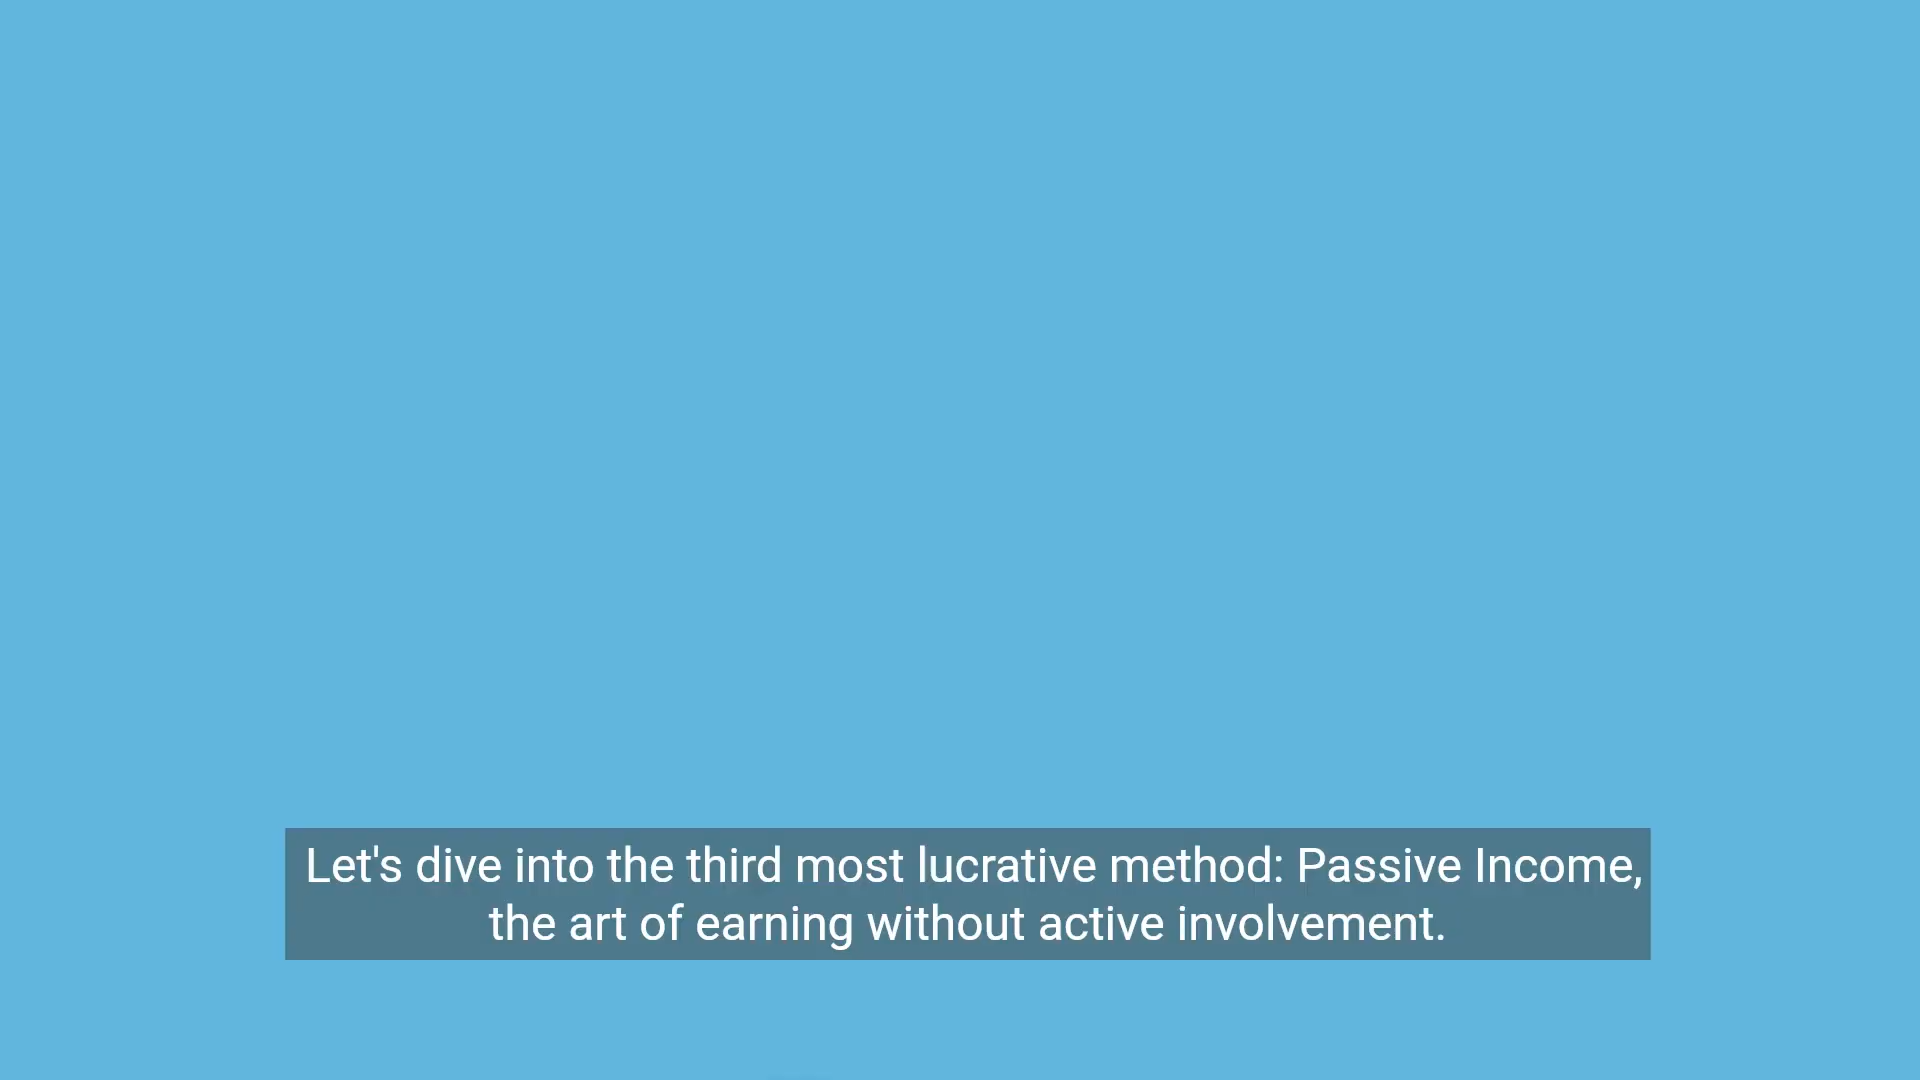 Let's dive into the third most lucrative method: Passive Income,
the art of earning without active involvement.